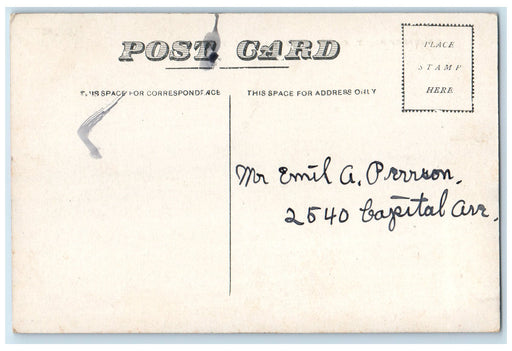 POST CARD
THIS SPACE FOR CORRESPONDENCE
THIS SPACE FOR ADDRESS ONLY
PLACE
STAMP
HERE
Mr Emil A. Perrson.
2540 Capital Ave.